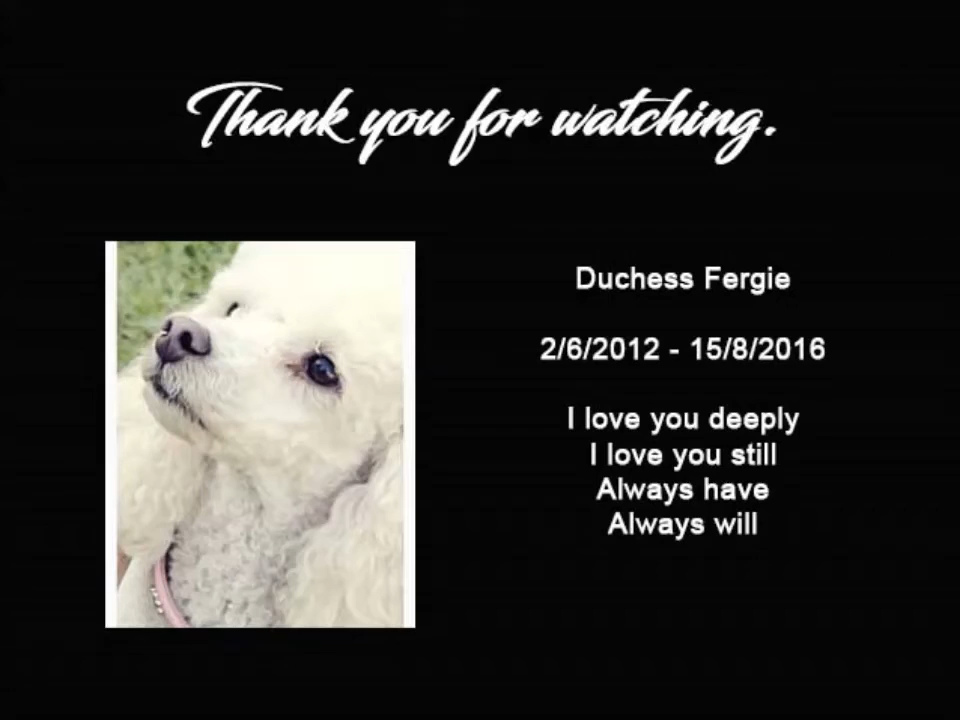 Thank you for watching.
Duchess Fergie
2/6/2012 - 15/8/2016
I love you deeply
I love you still
Always have
Always will